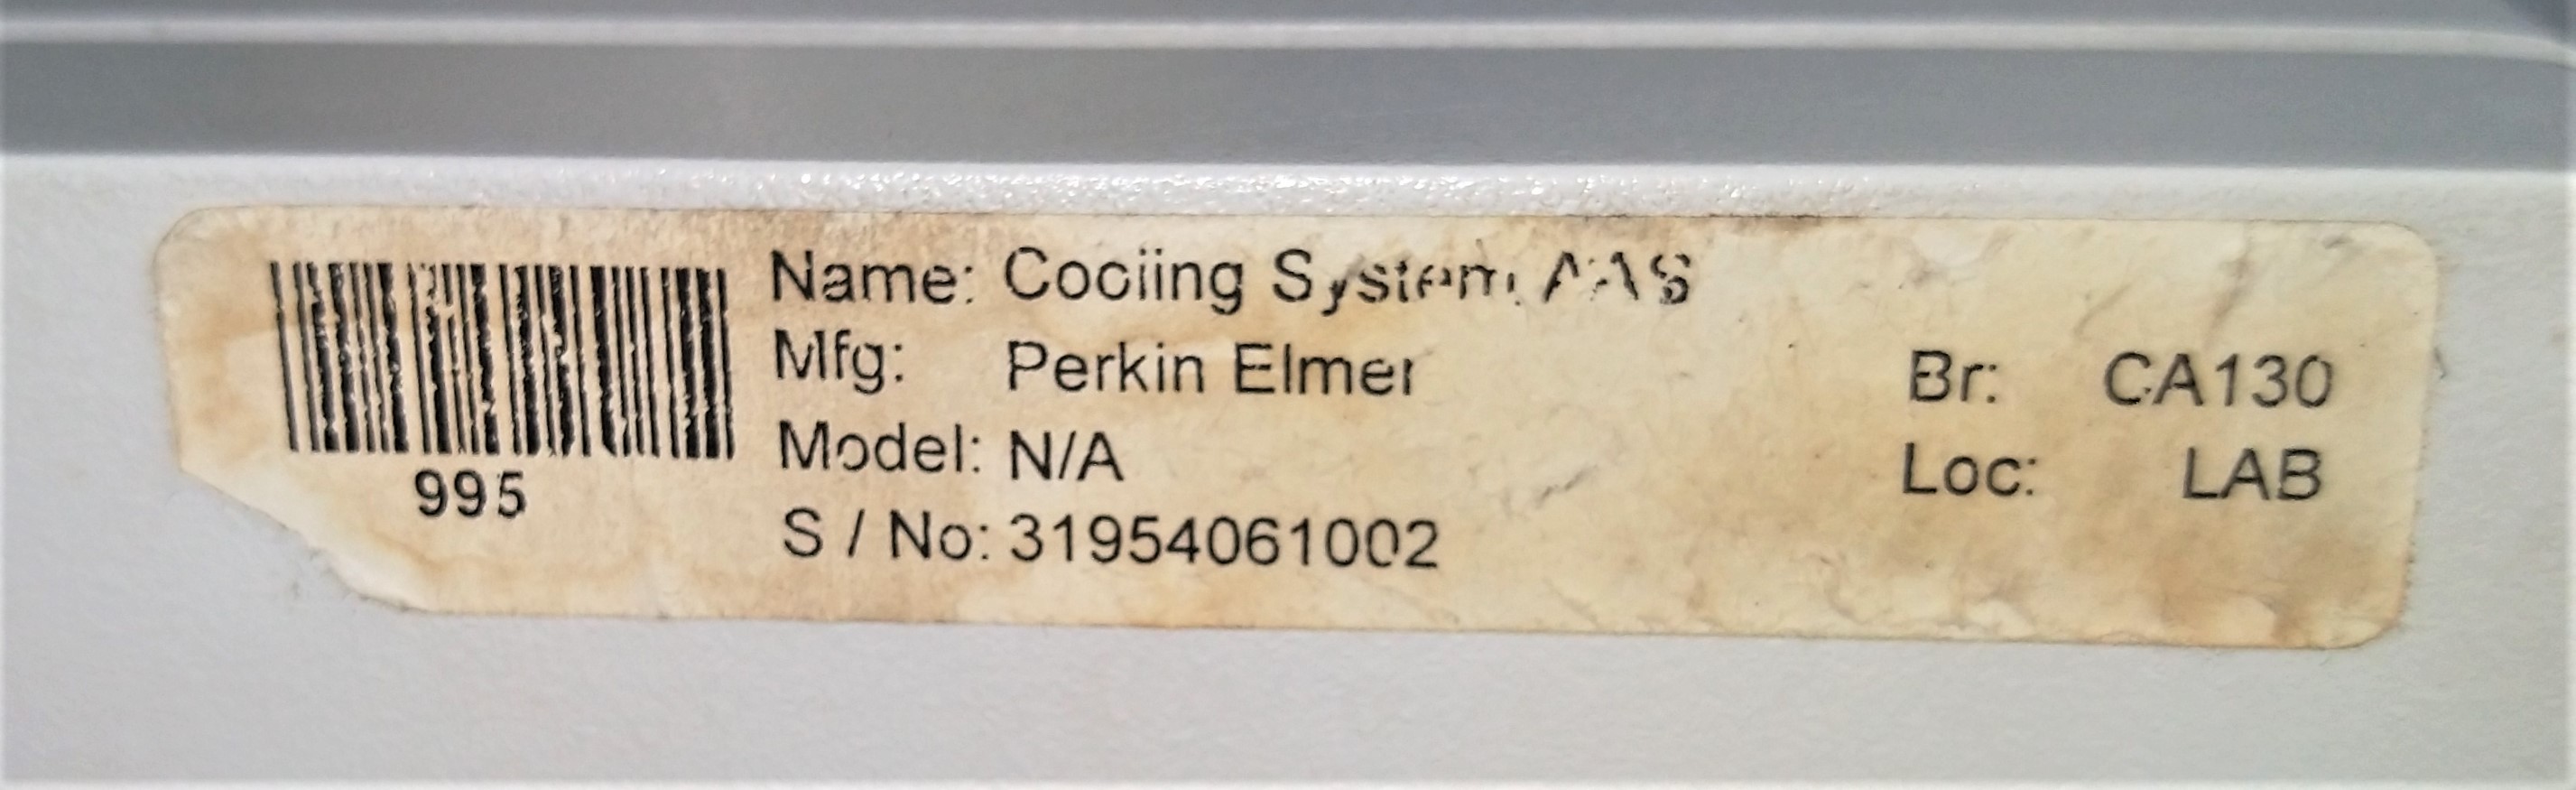 Name: Cooling System, AAS
Mfg: Perkin Elmer
Model: N/A
S / No: 31954061002
Br: CA130
Loc: LAB
995